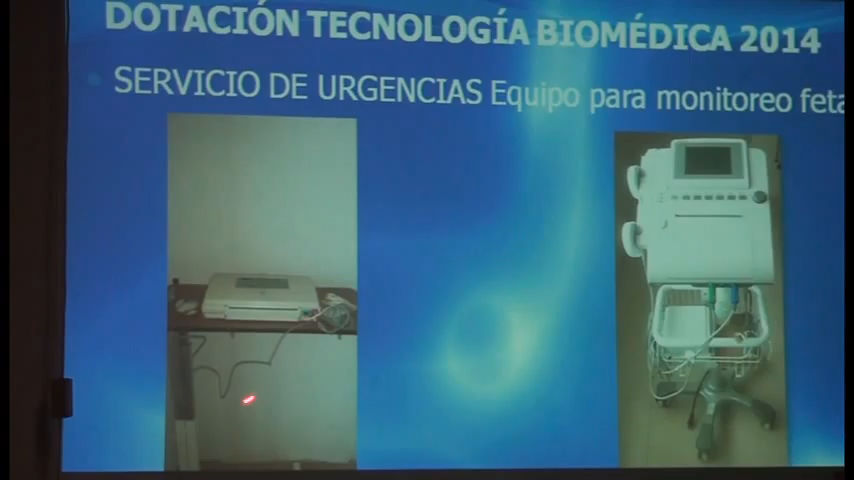 DOTACIÓN TECNOLOGÍA BIOMÉDICA 2014
SERVICIO DE URGENCIAS Equipo para monitoreo feta